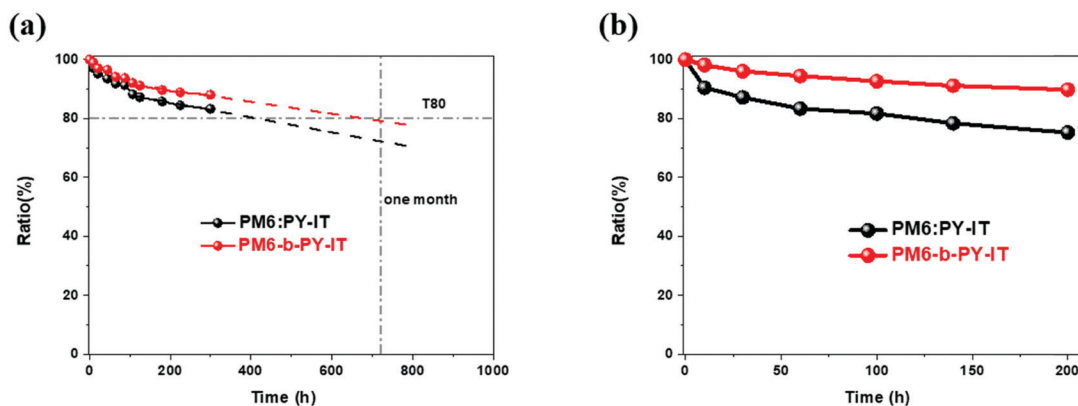 (a)
100
80
60
40
20
0
Ratio(%)
T80
one month
PM6:PY-IT
PM6-b-PY-IT
0 200 400 600 800 1000
Time (h)
(b)
100
80
60
40
20
0
Ratio(%)
PM6:PY-IT
PM6-b-PY-IT
0 50 100 150 200
Time (h)